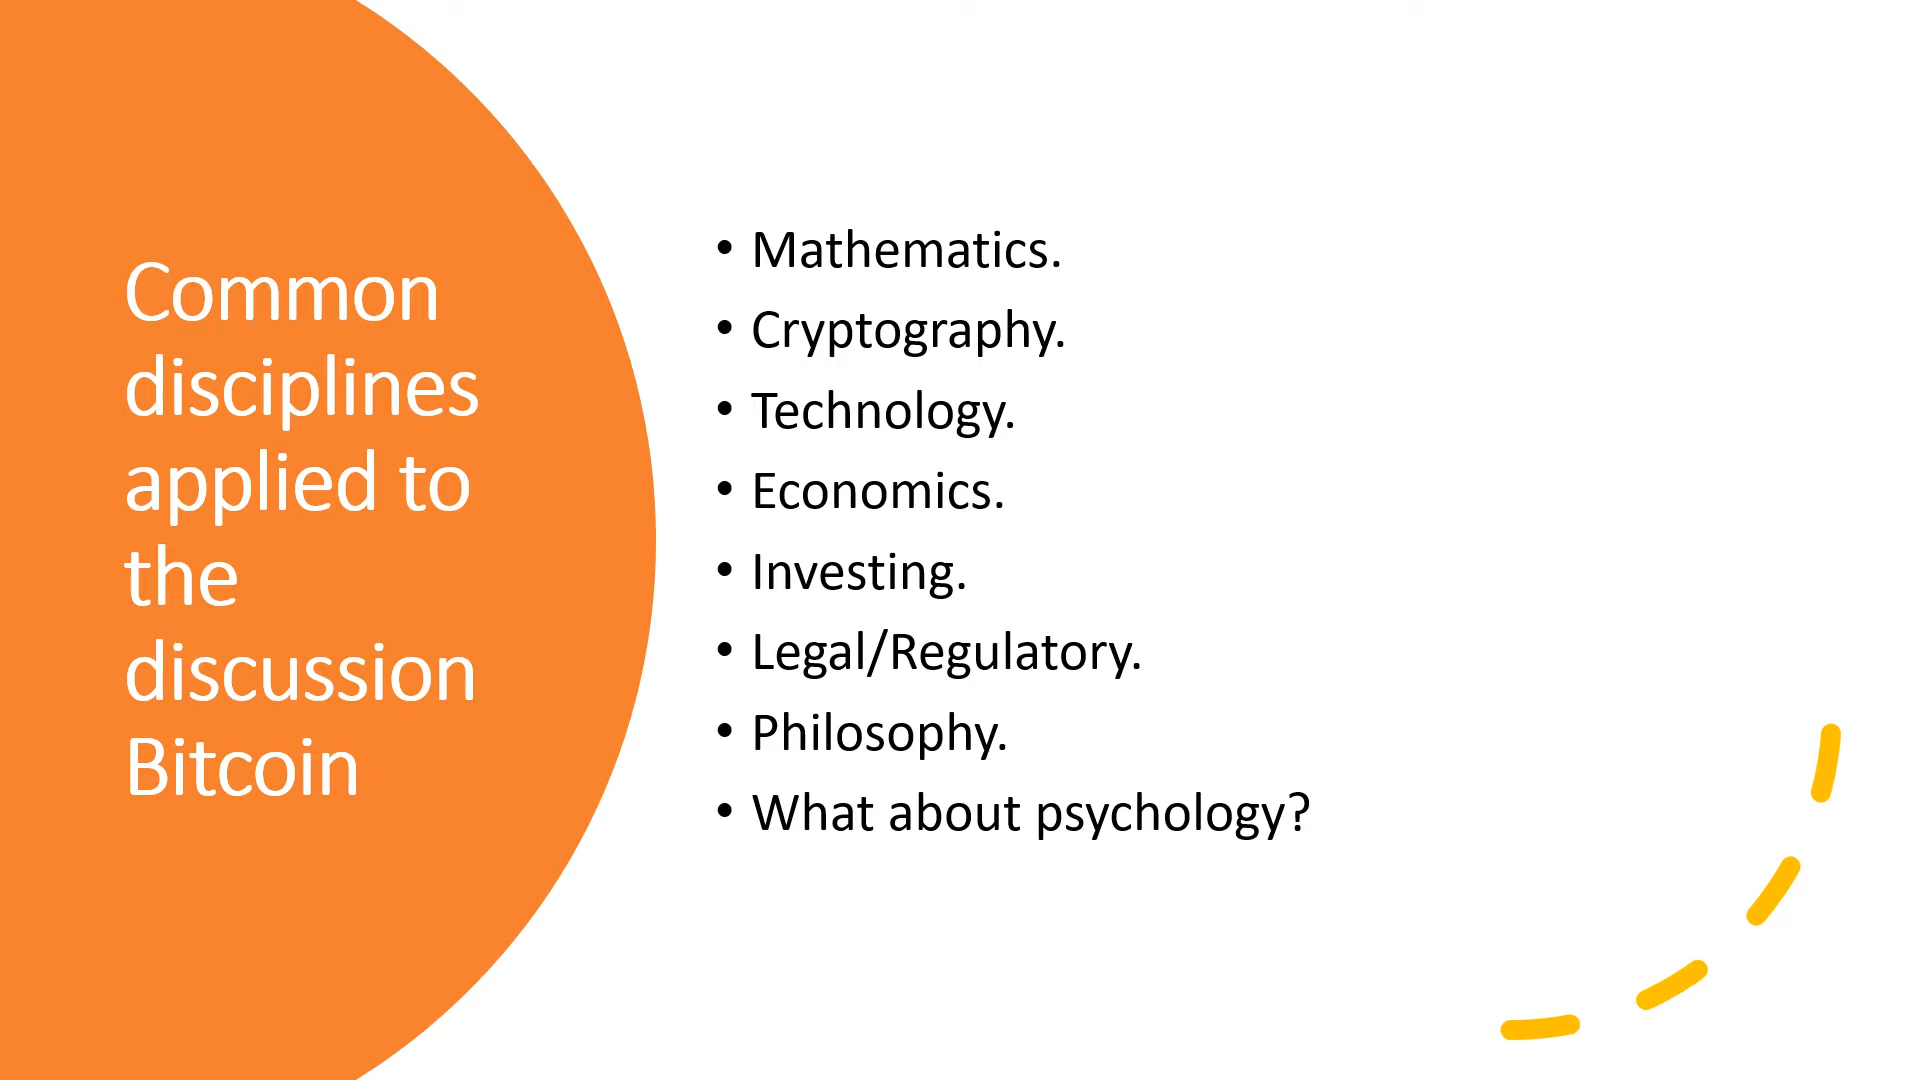 Common
disciplines
applied to
the
discussion
Bitcoin
• Mathematics.
• Cryptography.
• Technology.
• Economics.
• Investing.
• Legal/Regulatory.
• Philosophy.
• What about psychology?